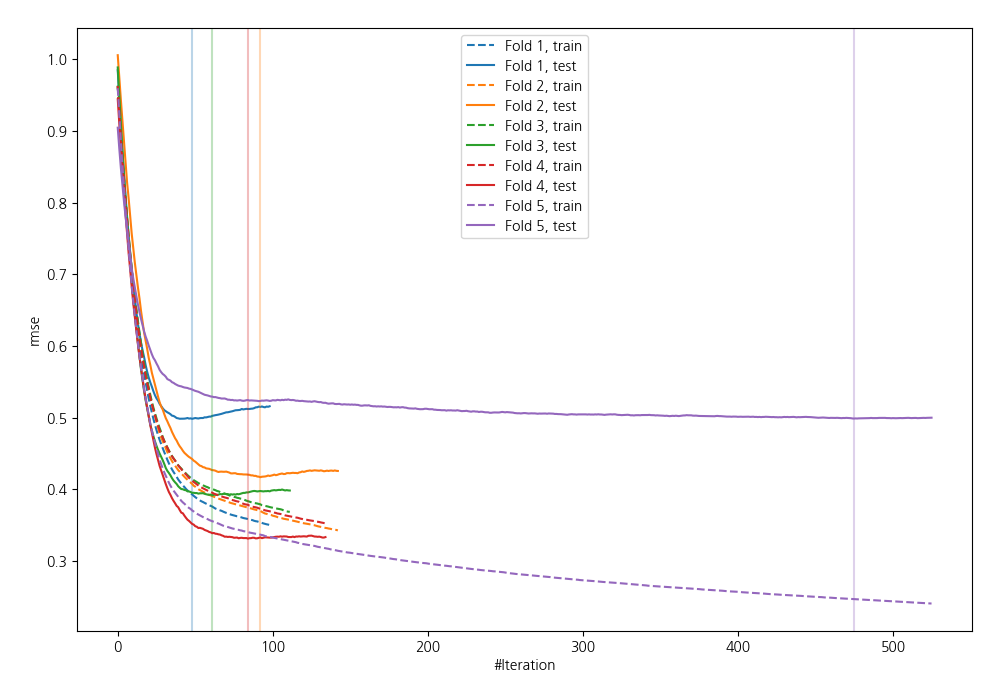 Fold 1, train
Fold 1, test
Fold 2, train
Fold 2, test
Fold 3, train
Fold 3, test
Fold 4, train
Fold 4, test
Fold 5, train
Fold 5, test
rmse
1.0
0.9
0.8
0.7
0.6
0.5
0.4
0.3
0 100 200 300 400 500
#Iteration